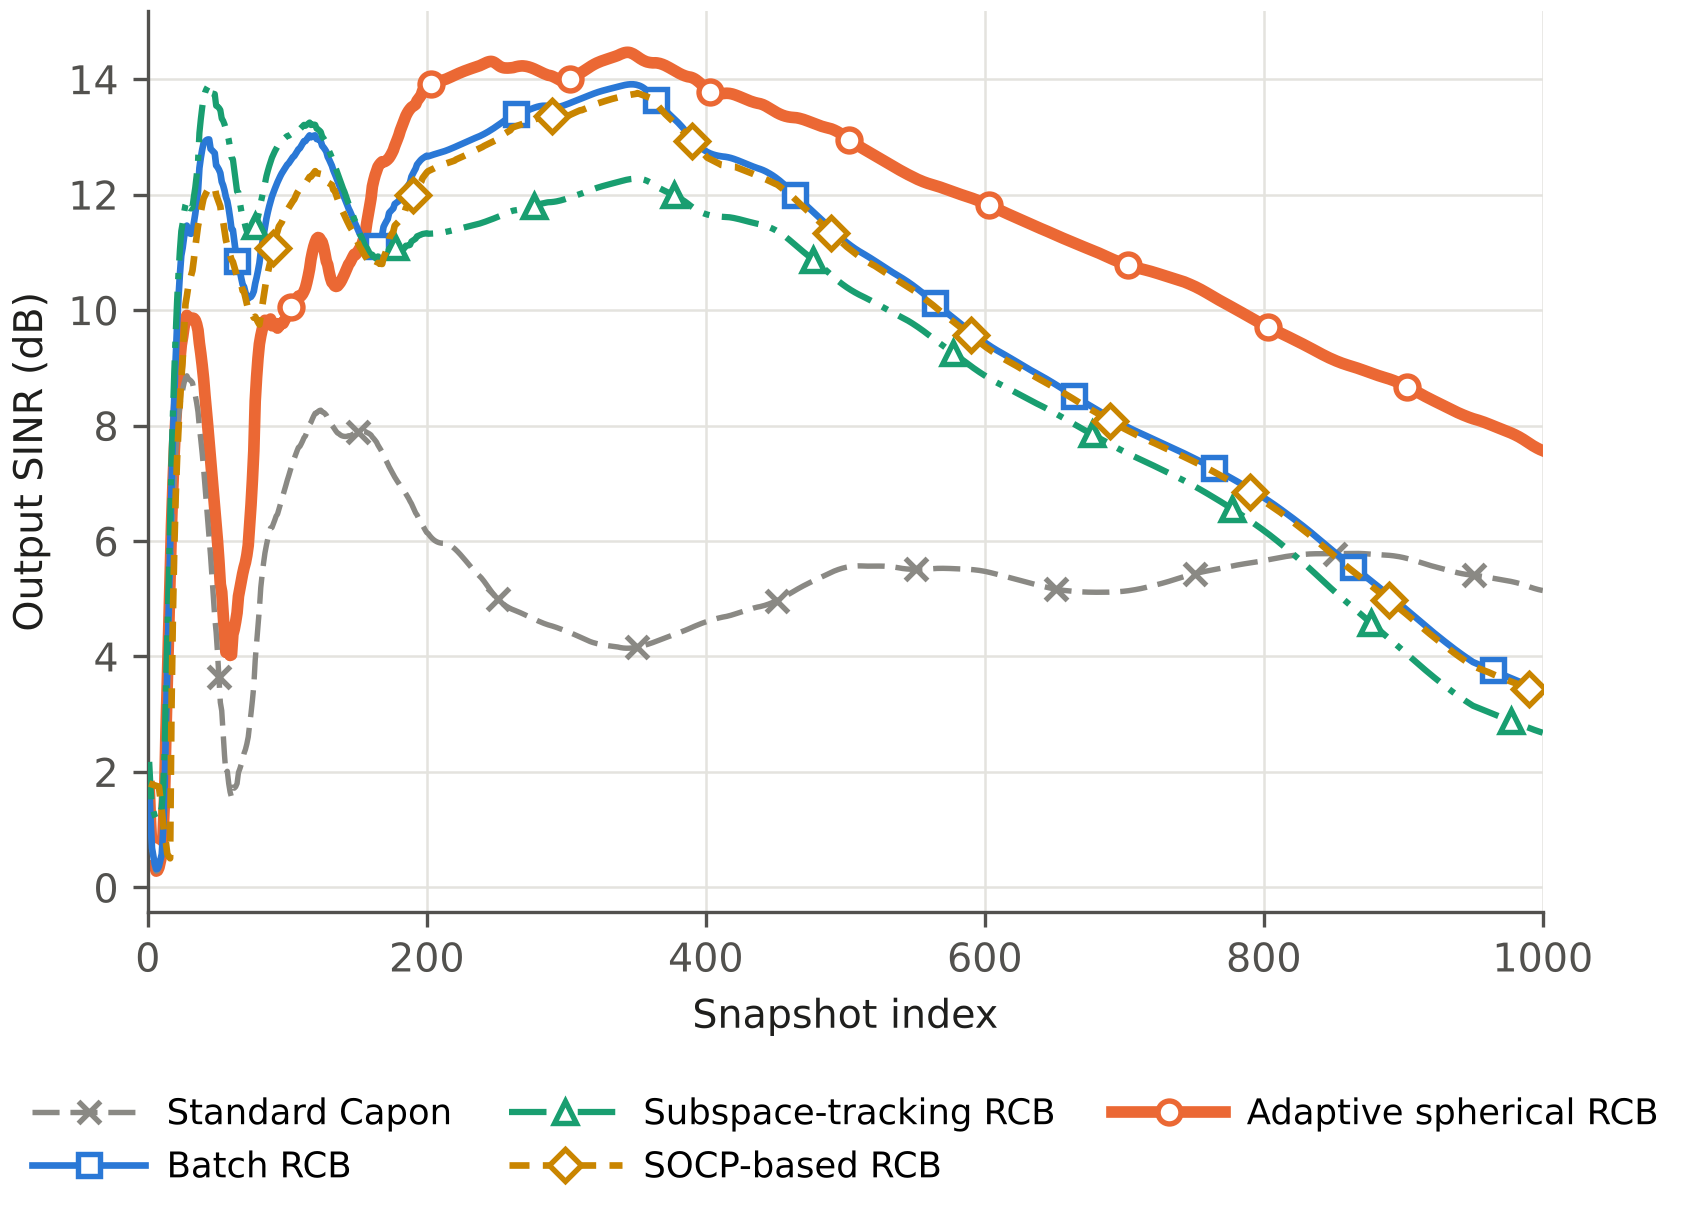 14
12
10
8
6
4
2
0
Output SINR (dB)
0 200 400 600 800 1000
Snapshot index
Standard Capon Subspace-tracking RCB Adaptive spherical RCB
Batch RCB SOCP-based RCB